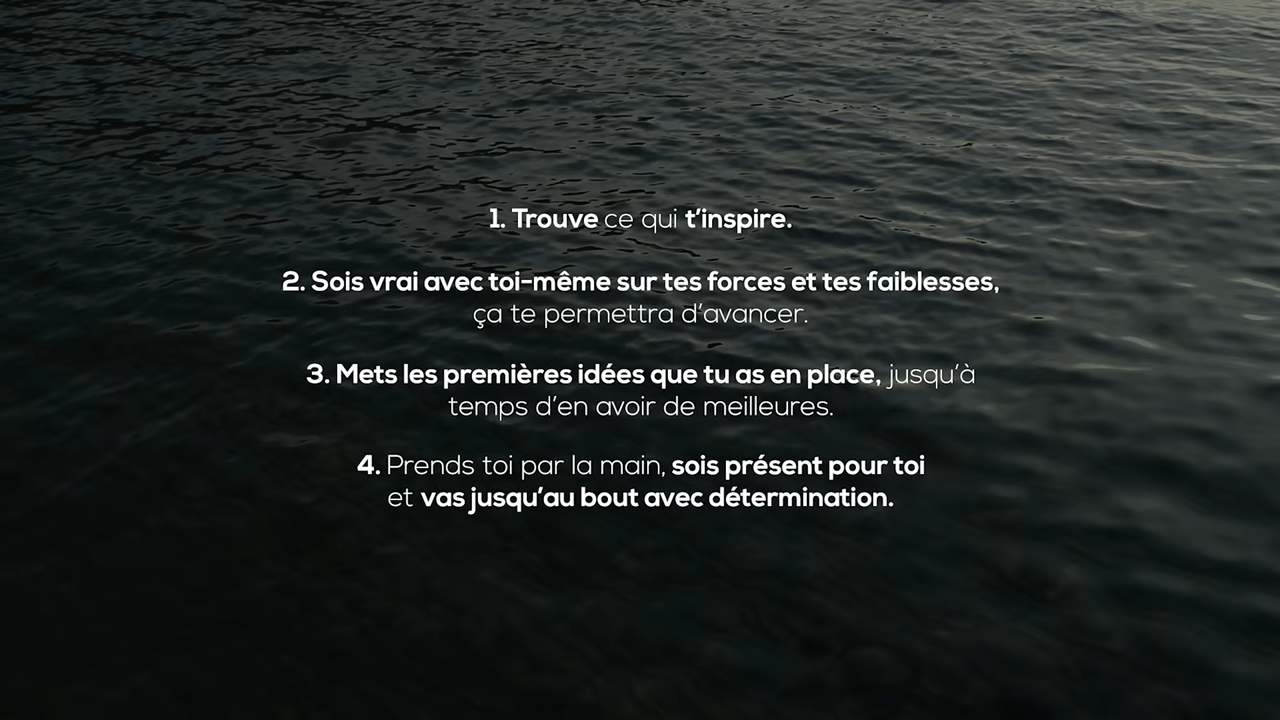 1. Trouve ce qui t'inspire.
2. Sois vrai avec toi-même sur tes forces et tes faiblesses,
ça te permettra d'avancer.
3. Mets les premières idées que tu as en place, jusqu'à
temps d'en avoir de meilleures.
4. Prends toi par la main, sois présent pour toi
et vas jusqu'au bout avec détermination.